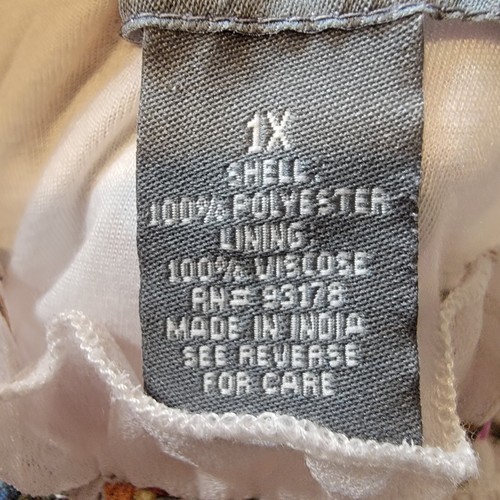 1X
SHELL:
100% POLYESTER
LINING:
100% VISCOSE
RN# 93178
MADE IN INDIA
SEE REVERSE
FOR CARE